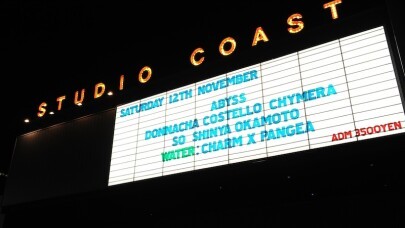 STUDIO COAST
SATURDAY 12TH NOVEMBER
ABYSS
DONNACHA COSTELLO CHYMERA
SO SHINYA OKAMOTO
WATER: CHARM X PANGEA
ADM 3500YEN